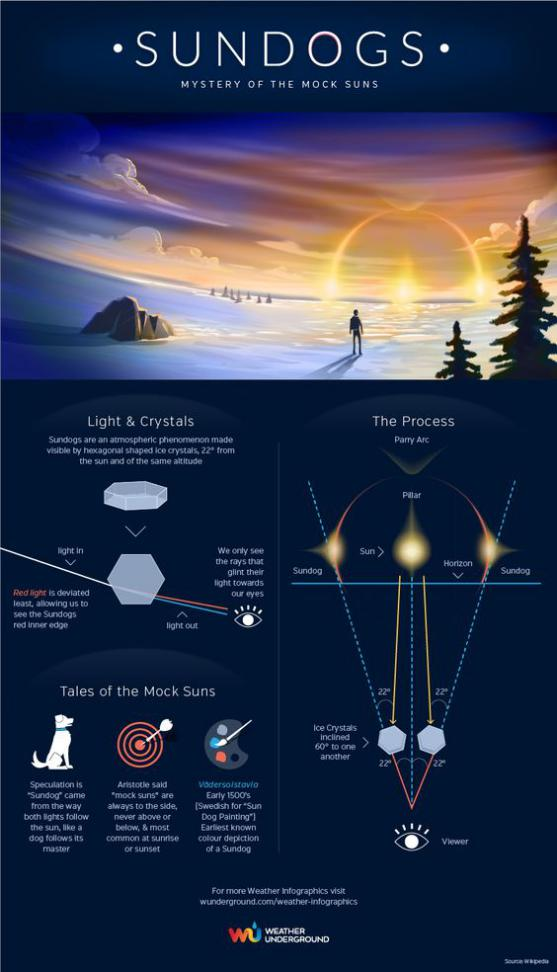 • SUNDOGS •
MYSTERY OF THE MOCK SUNS
Light & Crystals
Sundogs are an atmospheric phenomenon made
visible by hexagonal shaped ice crystals, 22° from
the sun and of the same altitude
light in
We only see
the rays that
glint their
light towards
our eyes
Red light is deviated
least, allowing us to
see the Sundogs
red inner edge
light out
Tales of the Mock Suns
Speculation is
"Sundog" came
from the way
both lights follow
the sun, like a
dog follows its
master
Aristotle said
"mock suns" are
always to the side,
never above or
below, & most
common at sunrise
or sunset
Vädersolstavla
Early 1500's
(Swedish for "Sun
Dog Painting")
Earliest known
colour depiction
of a Sundog
The Process
Parry Arc
Pillar
Sun
Horizon
Sundog
Sundog
22°
22°
Ice Crystals
inclined
60° to one
another
22°
22°
Viewer
For more Weather Infographics visit
wunderground.com/weather-infographics
WU WEATHER
UNDERGROUND
Source: Wikipedia